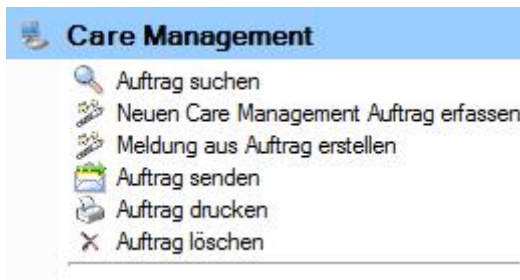 Care Management
Auftrag suchen
Neuen Care Management Auftrag erfassen
Meldung aus Auftrag erstellen
Auftrag senden
Auftrag drucken
Auftrag löschen